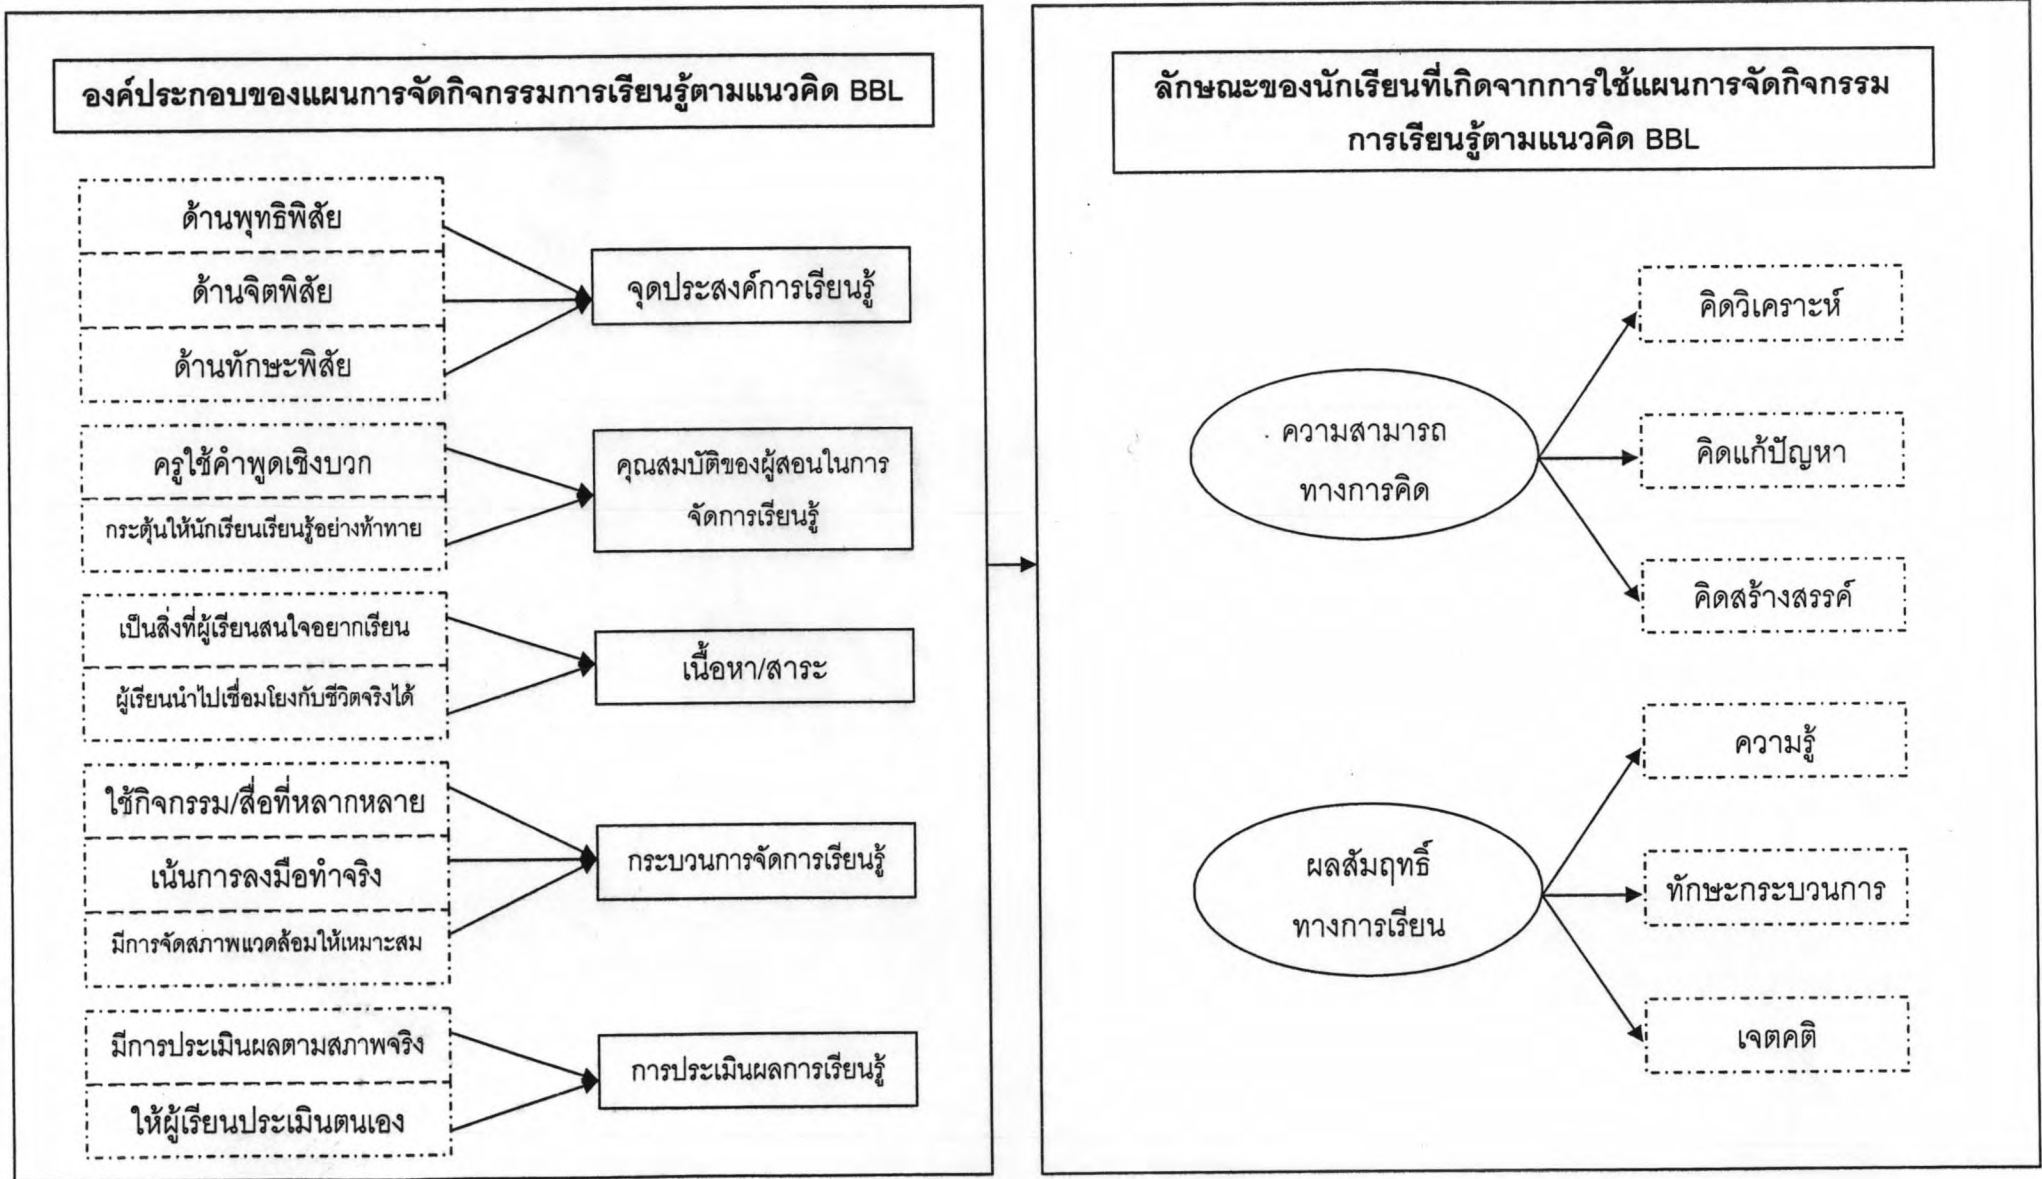 องค์ประกอบของแผนการจัดกิจกรรมการเรียนรู้ตามแนวคิด BBL
ด้านพุทธิพิสัย
ด้านจิตพิสัย
ด้านทักษะพิสัย
จุดประสงค์การเรียนรู้
ครูใช้คำพูดเชิงบวก
กระตุ้นให้นักเรียนเรียนรู้อย่างท้าทาย
คุณสมบัติของผู้สอนในการ
จัดการเรียนรู้
เป็นสิ่งที่ผู้เรียนสนใจอยากเรียน
ผู้เรียนนำไปเชื่อมโยงกับชีวิตจริงได้
เนื้อหา/สาระ
ใช้กิจกรรม/สื่อที่หลากหลาย
เน้นการลงมือทำจริง
มีการจัดสภาพแวดล้อมให้เหมาะสม
กระบวนการจัดการเรียนรู้
มีการประเมินผลตามสภาพจริง
ให้ผู้เรียนประเมินตนเอง
การประเมินผลการเรียนรู้
ลักษณะของนักเรียนที่เกิดจากการใช้แผนการจัดกิจกรรม
การเรียนรู้ตามแนวคิด BBL
ความสามารถ
ทางการคิด
คิดวิเคราะห์
คิดแก้ปัญหา
คิดสร้างสรรค์
ผลสัมฤทธิ์
ทางการเรียน
ความรู้
ทักษะกระบวนการ
เจตคติ